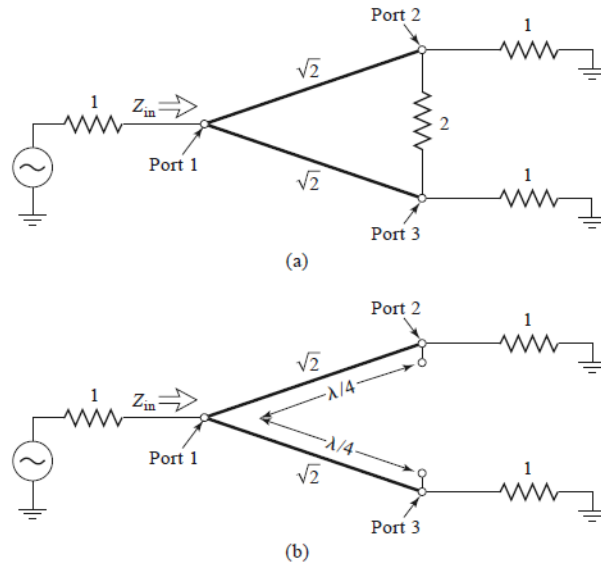 Port 2
1
√2
1
Z_in
2
Port 1
√2
1
Port 3
(a)
Port 2
1
√2
1
Z_in
λ/4
λ/4
Port 1
√2
1
Port 3
(b)